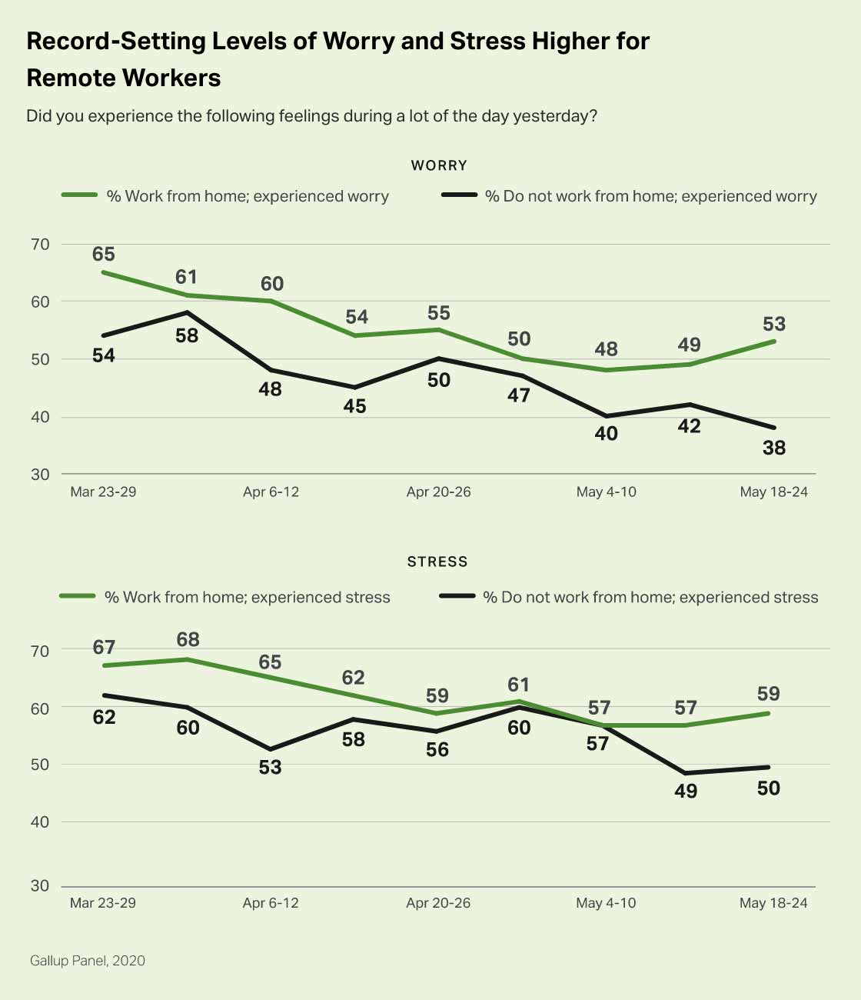 Record-Setting Levels of Worry and Stress Higher for
Remote Workers
Did you experience the following feelings during a lot of the day yesterday?
WORRY
% Work from home; experienced worry
% Do not work from home; experienced worry
70
60
50
40
30
65
61
60
54
55
50
48
49
53
54
58
48
45
50
47
40
42
38
Mar 23-29
Apr 6-12
Apr 20-26
May 4-10
May 18-24
STRESS
% Work from home; experienced stress
% Do not work from home; experienced stress
70
60
50
40
30
67
68
65
62
59
61
57
57
59
62
60
53
58
56
60
57
49
50
Mar 23-29
Apr 6-12
Apr 20-26
May 4-10
May 18-24
Gallup Panel, 2020